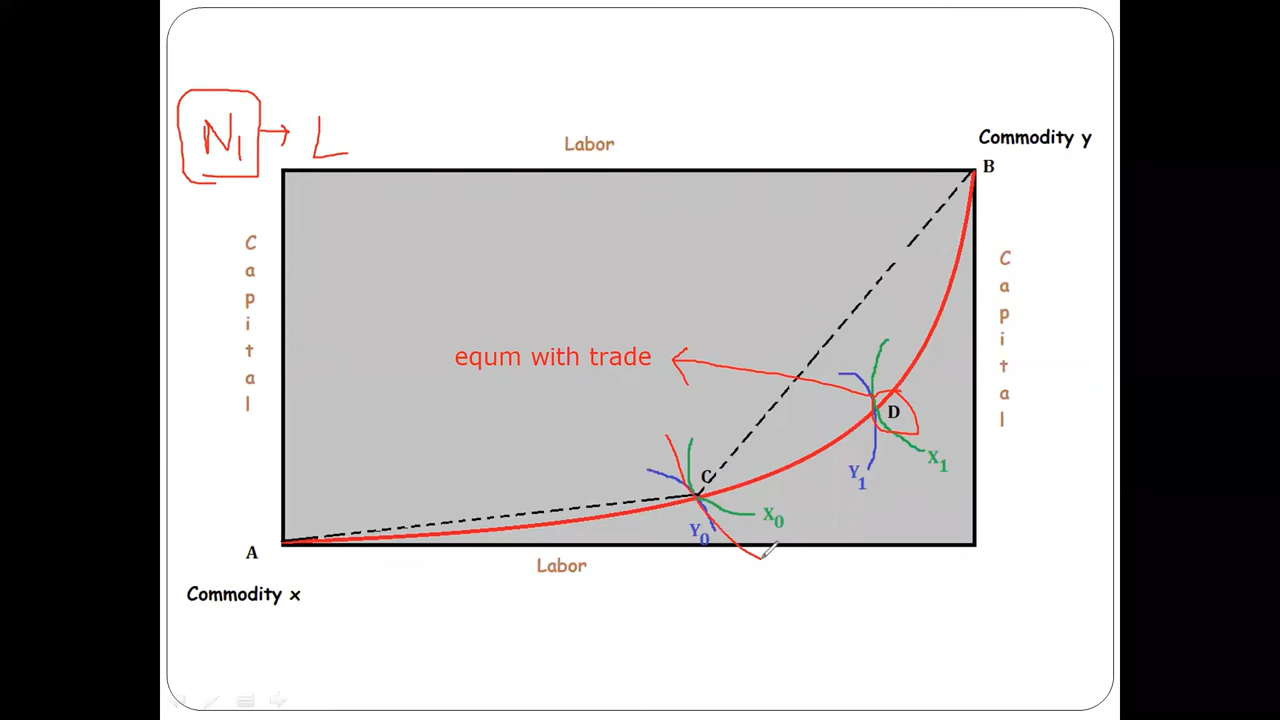 N1 → L
Labor
Commodity y
B
Capital
Capital
equm with trade
D
X1
Y1
C
X0
Y0
A
Labor
Commodity x